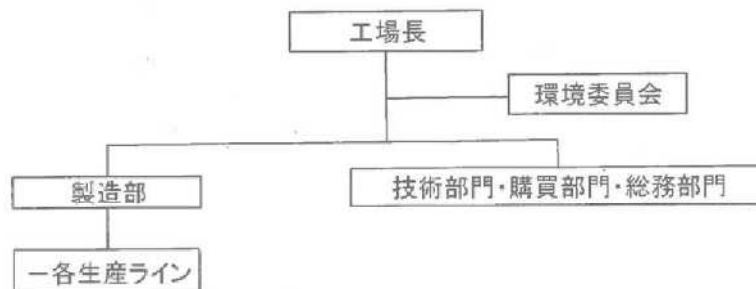 工場長
環境委員会
製造部
技術部門・購買部門・総務部門
ー各生産ライン